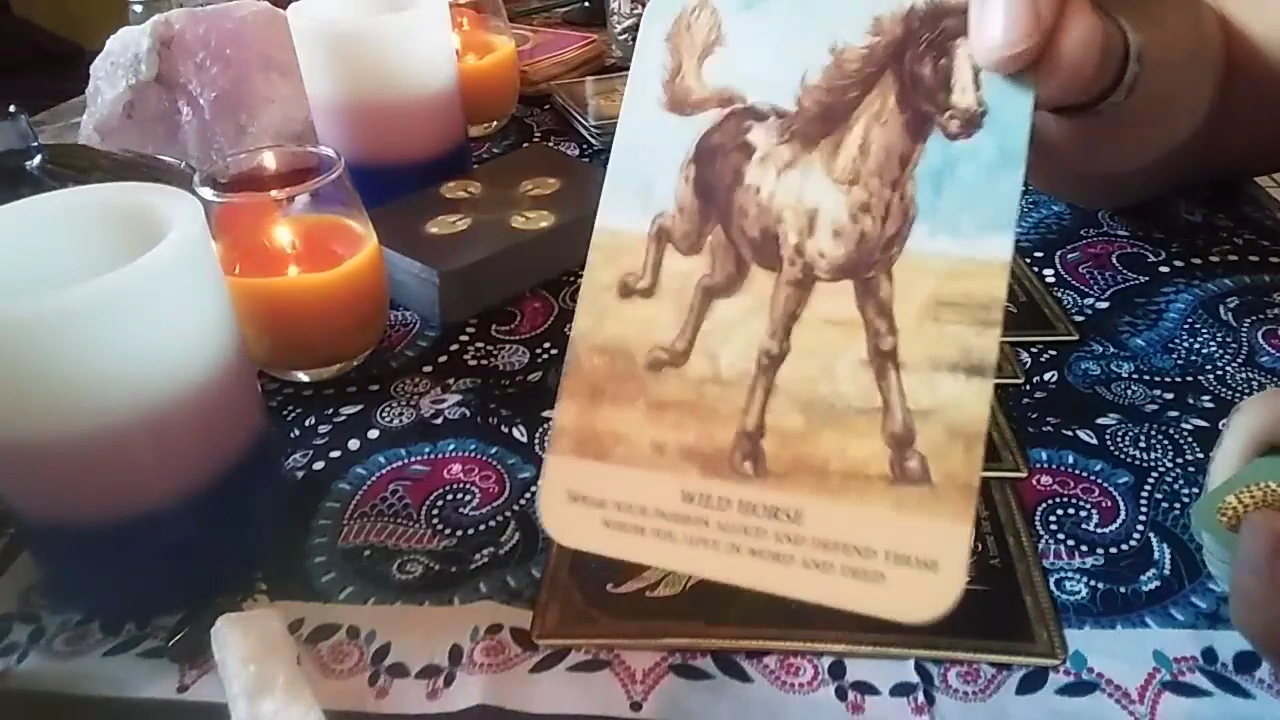 WILD HORSE
SPEAK YOUR PASSION ALOUD AND DEFEND THOSE
WHOM YOU LOVE IN WORD AND DEED